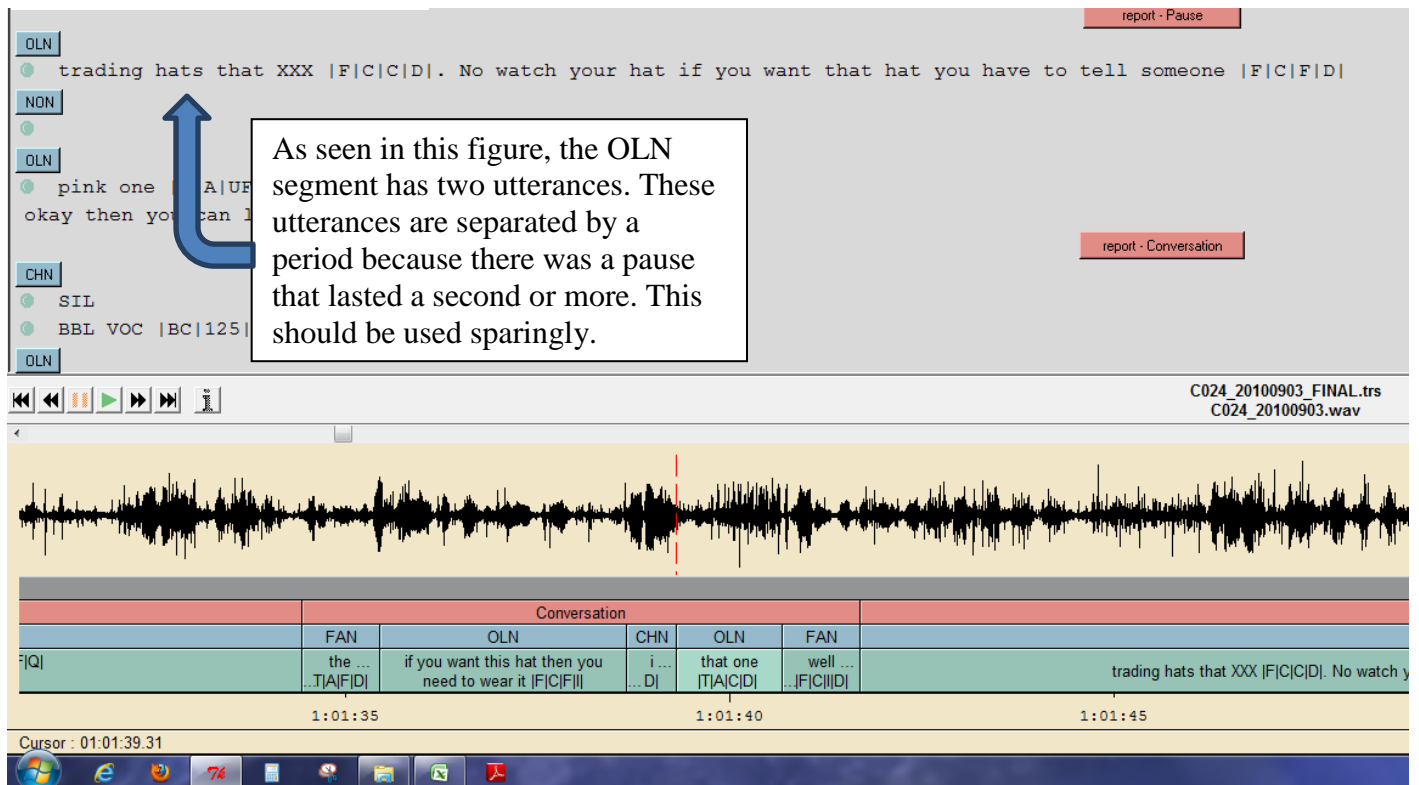 report - Pause
OLN
trading hats that XXX |F|C|C|D|. No watch your hat if you want that hat you have to tell someone |F|C|F|D|
NON
OLN
pink one | A|UF
okay then you can l
As seen in this figure, the OLN
segment has two utterances. These
utterances are separated by a
period because there was a pause
that lasted a second or more. This
should be used sparingly.
report - Conversation
CHN
SIL
BBL VOC |BC|125|
OLN
C024_20100903_FINAL.trs
C024_20100903.wav
Conversation
FAN OLN CHN OLN FAN
F|Q|
the ...
...T|A|F|D|
if you want this hat then you
need to wear it |F|C|F|I|
i ...
... D|
that one
|T|A|C|D|
well ...
...|F|C|I|D|
trading hats that XXX |F|C|C|D|. No watch y
1:01:35 1:01:40 1:01:45
Cursor : 01:01:39.31